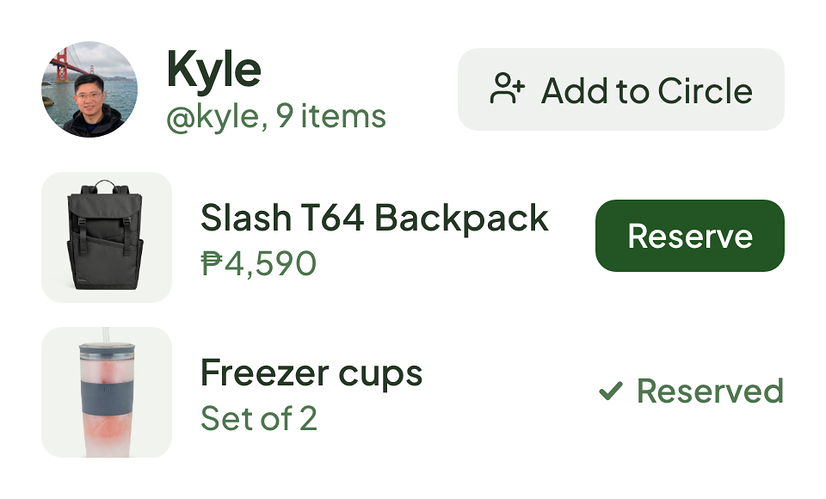 Kyle
@kyle, 9 items
Add to Circle
Slash T64 Backpack
₱4,590
Reserve
Freezer cups
Set of 2
Reserved